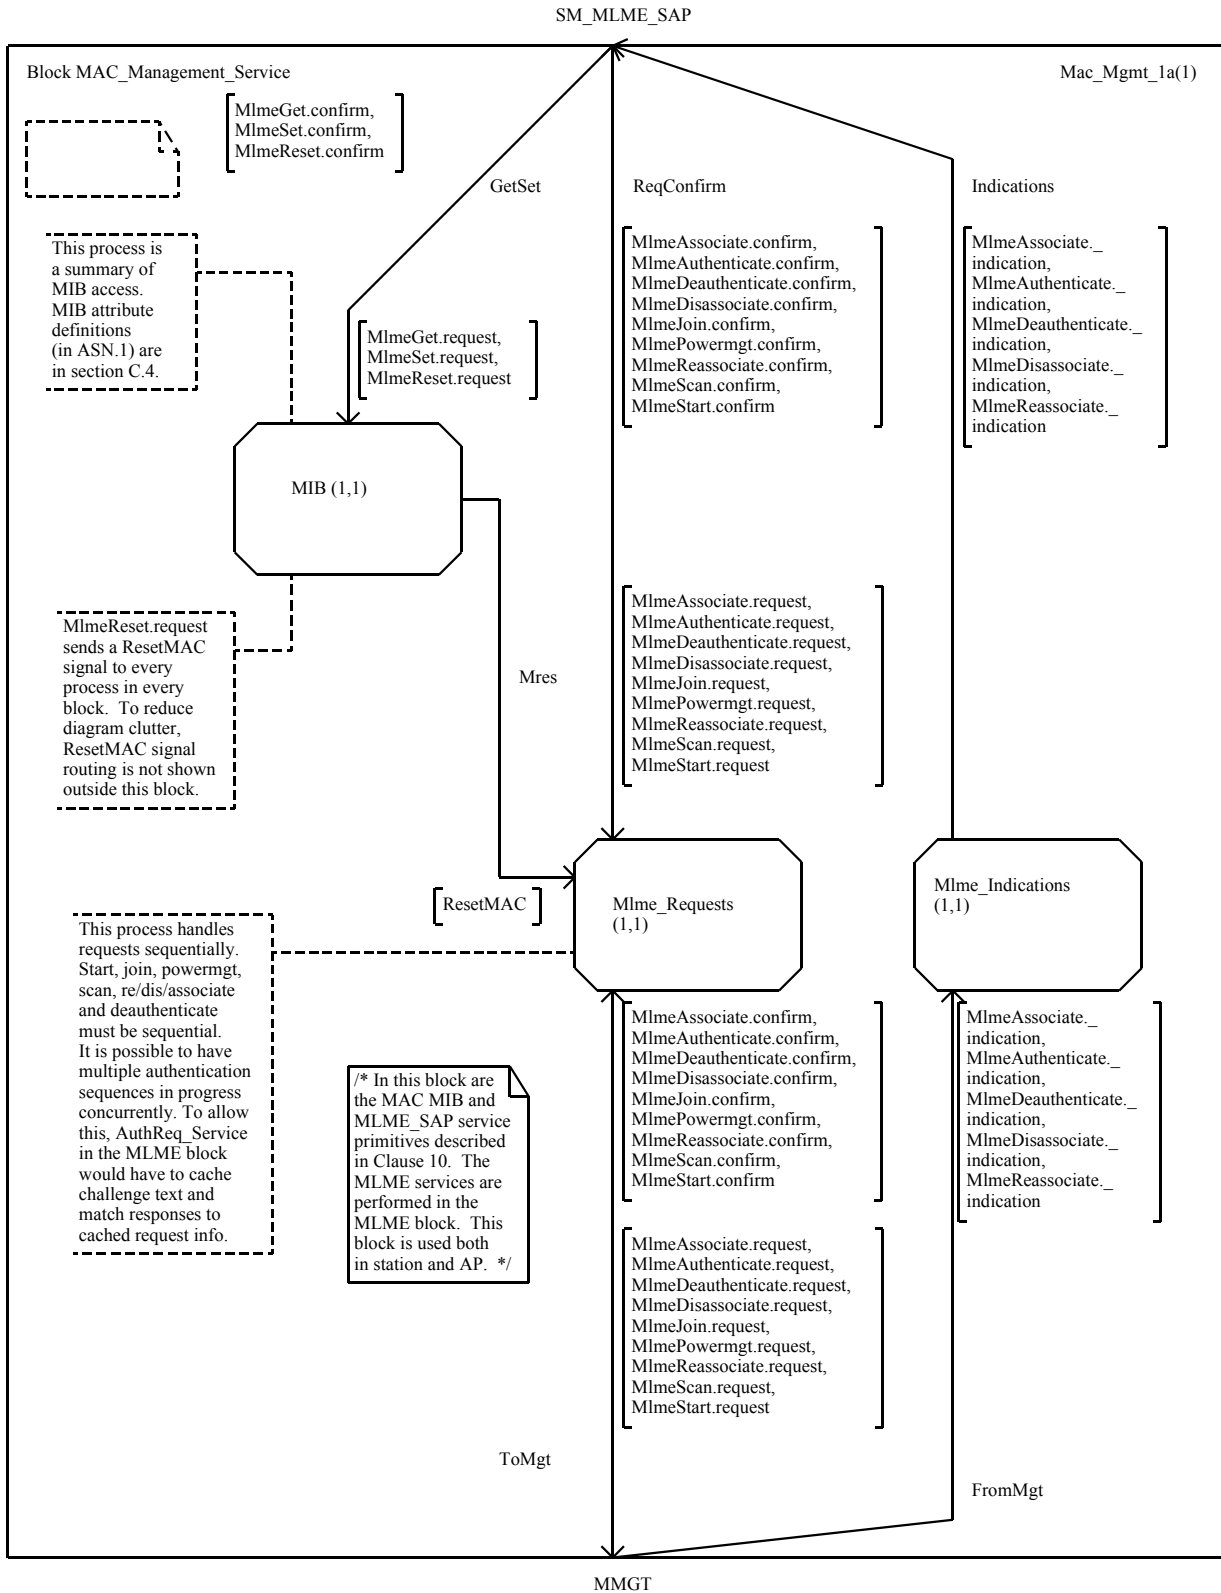 SM_MLME_SAP
Block MAC_Management_Service
Mac_Mgmt_1a(1)
MlmeGet.confirm,
MlmeSet.confirm,
MlmeReset.confirm
GetSet
ReqConfirm
Indications
This process is
a summary of
MIB access.
MIB attribute
definitions
(in ASN.1) are
in section C.4.
MlmeGet.request,
MlmeSet.request,
MlmeReset.request
MlmeAssociate.confirm,
MlmeAuthenticate.confirm,
MlmeDeauthenticate.confirm,
MlmeDisassociate.confirm,
MlmeJoin.confirm,
MlmePowermgt.confirm,
MlmeReassociate.confirm,
MlmeScan.confirm,
MlmeStart.confirm
MlmeAssociate._
indication,
MlmeAuthenticate._
indication,
MlmeDeauthenticate._
indication,
MlmeDisassociate._
indication,
MlmeReassociate._
indication
MIB (1,1)
MlmeReset.request
sends a ResetMAC
signal to every
process in every
block. To reduce
diagram clutter,
ResetMAC signal
routing is not shown
outside this block.
Mres
MlmeAssociate.request,
MlmeAuthenticate.request,
MlmeDeauthenticate.request,
MlmeDisassociate.request,
MlmeJoin.request,
MlmePowermgt.request,
MlmeReassociate.request,
MlmeScan.request,
MlmeStart.request
ResetMAC
Mlme_Requests
(1,1)
Mlme_Indications
(1,1)
This process handles
requests sequentially.
Start, join, powermgt,
scan, re/dis/associate
and deauthenticate
must be sequential.
It is possible to have
multiple authentication
sequences in progress
concurrently. To allow
this, AuthReq_Service
in the MLME block
would have to cache
challenge text and
match responses to
cached request info.
/* In this block are
the MAC MIB and
MLME_SAP service
primitives described
in Clause 10. The
MLME services are
performed in the
MLME block. This
block is used both
in station and AP. */
MlmeAssociate.confirm,
MlmeAuthenticate.confirm,
MlmeDeauthenticate.confirm,
MlmeDisassociate.confirm,
MlmeJoin.confirm,
MlmePowermgt.confirm,
MlmeReassociate.confirm,
MlmeScan.confirm,
MlmeStart.confirm
MlmeAssociate._
indication,
MlmeAuthenticate._
indication,
MlmeDeauthenticate._
indication,
MlmeDisassociate._
indication,
MlmeReassociate._
indication
MlmeAssociate.request,
MlmeAuthenticate.request,
MlmeDeauthenticate.request,
MlmeDisassociate.request,
MlmeJoin.request,
MlmePowermgt.request,
MlmeReassociate.request,
MlmeScan.request,
MlmeStart.request
ToMgt
FromMgt
MMGT